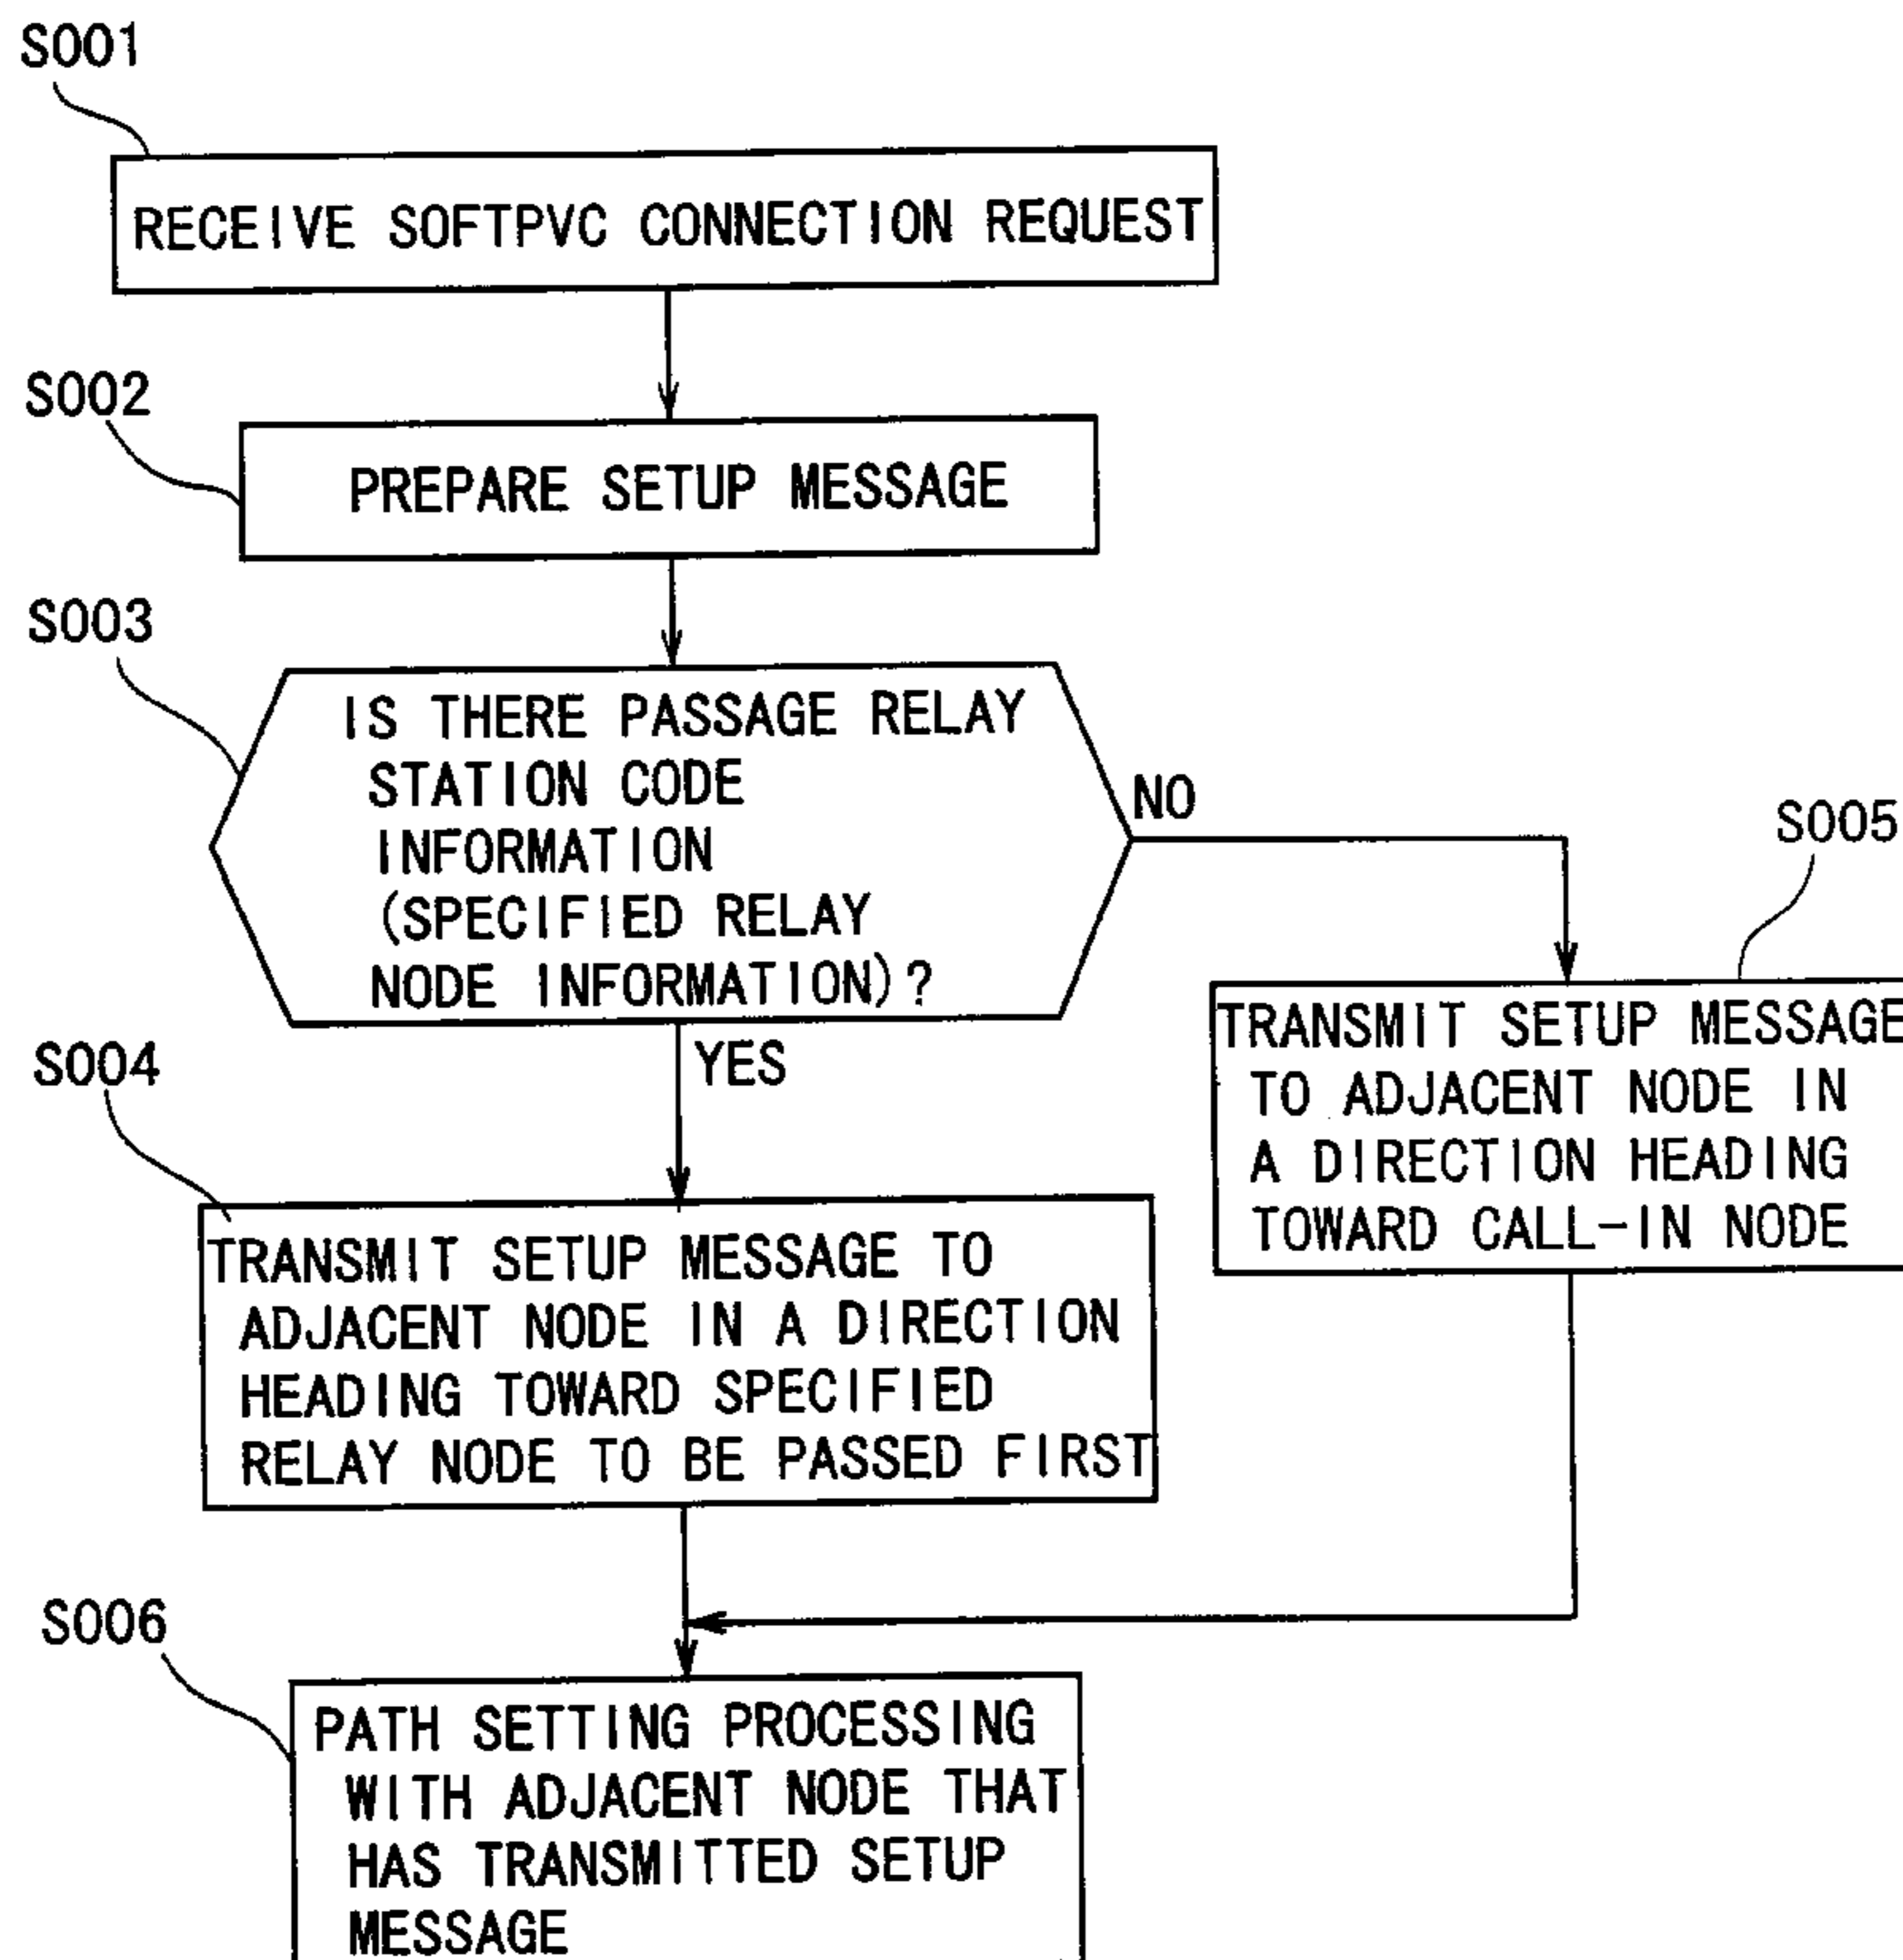 S001
RECEIVE SOFTPVC CONNECTION REQUEST
S002
PREPARE SETUP MESSAGE
S003
IS THERE PASSAGE RELAY
STATION CODE
INFORMATION
(SPECIFIED RELAY
NODE INFORMATION)?
NO
YES
S005
TRANSMIT SETUP MESSAGE
TO ADJACENT NODE IN
A DIRECTION HEADING
TOWARD CALL-IN NODE
S004
TRANSMIT SETUP MESSAGE TO
ADJACENT NODE IN A DIRECTION
HEADING TOWARD SPECIFIED
RELAY NODE TO BE PASSED FIRST
S006
PATH SETTING PROCESSING
WITH ADJACENT NODE THAT
HAS TRANSMITTED SETUP
MESSAGE